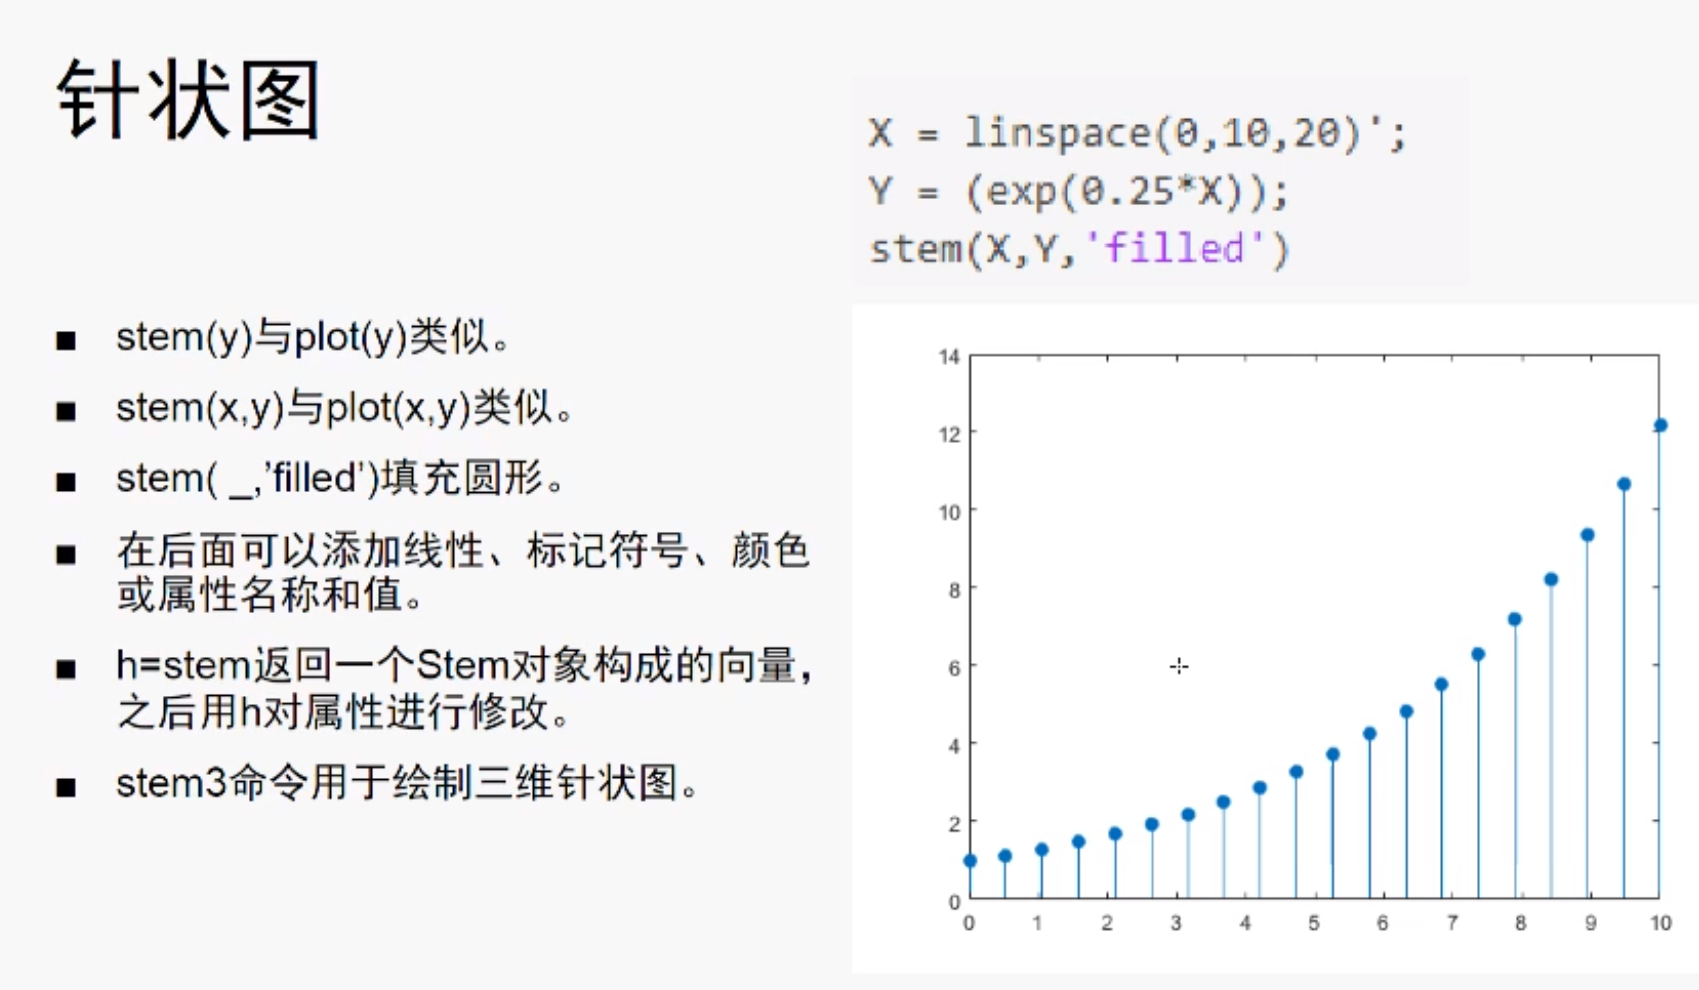 针状图
X = linspace(0,10,20)';
Y = (exp(0.25*X));
stem(X,Y,'filled')
■ stem(y)与plot(y)类似。
■ stem(x,y)与plot(x,y)类似。
■ stem( _,’filled’)填充圆形。
■ 在后面可以添加线性、标记符号、颜色
或属性名称和值。
■ h=stem返回一个Stem对象构成的向量，
之后用h对属性进行修改。
■ stem3命令用于绘制三维针状图。
14
12
10
8
6
4
2
0
0 1 2 3 4 5 6 7 8 9 10